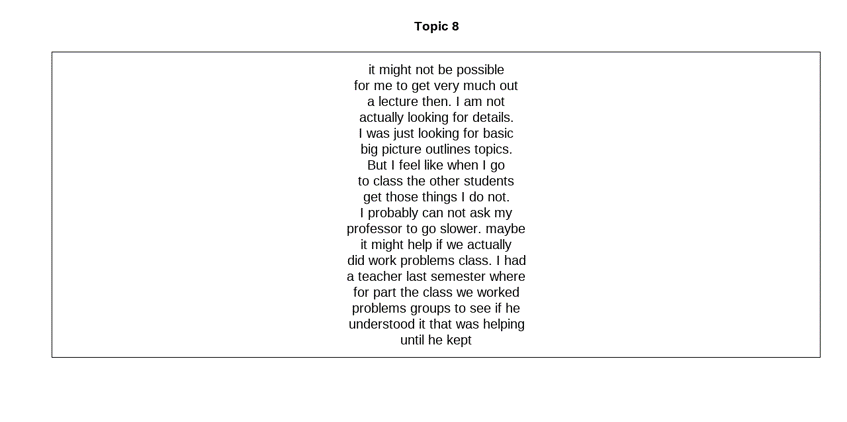 Topic 8
it might not be possible
for me to get very much out
a lecture then. I am not
actually looking for details.
I was just looking for basic
big picture outlines topics.
But I feel like when I go
to class the other students
get those things I do not.
I probably can not ask my
professor to go slower. maybe
it might help if we actually
did work problems class. I had
a teacher last semester where
for part the class we worked
problems groups to see if he
understood it that was helping
until he kept